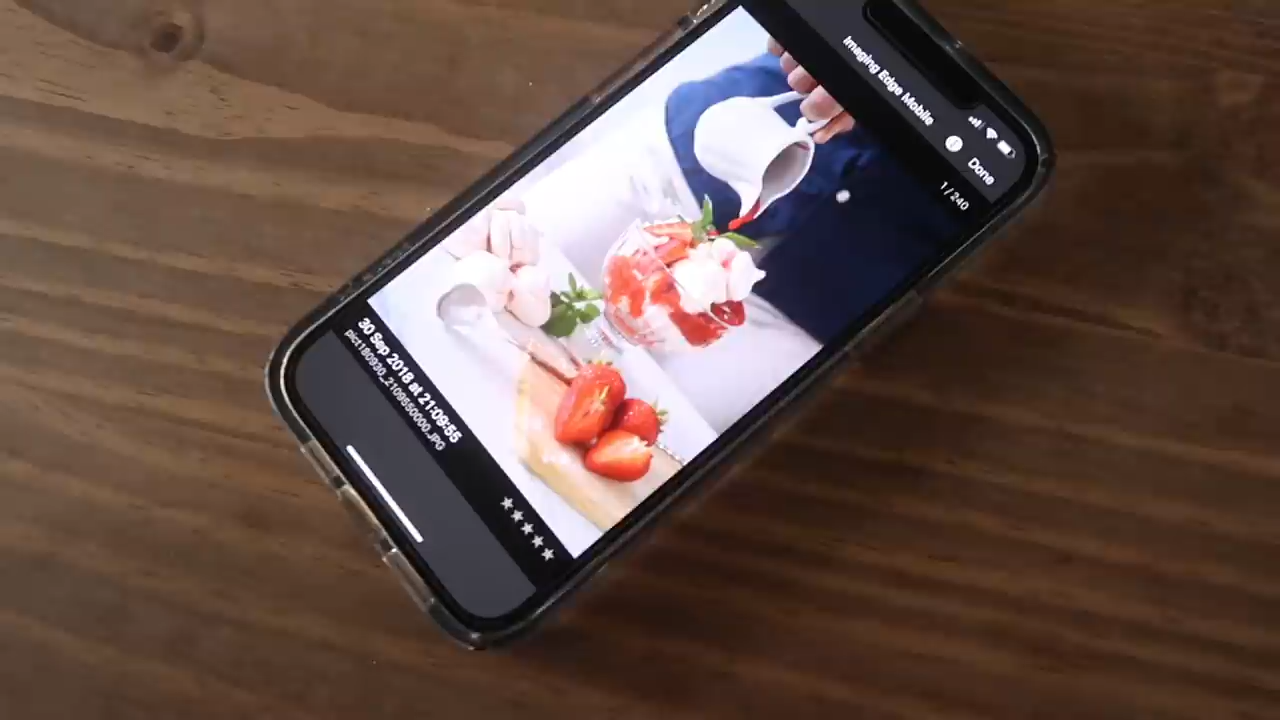 Imaging Edge Mobile
Done
1 / 240
30 Sep 2018 at 21:09:55
pict180930_2109550000.JPG